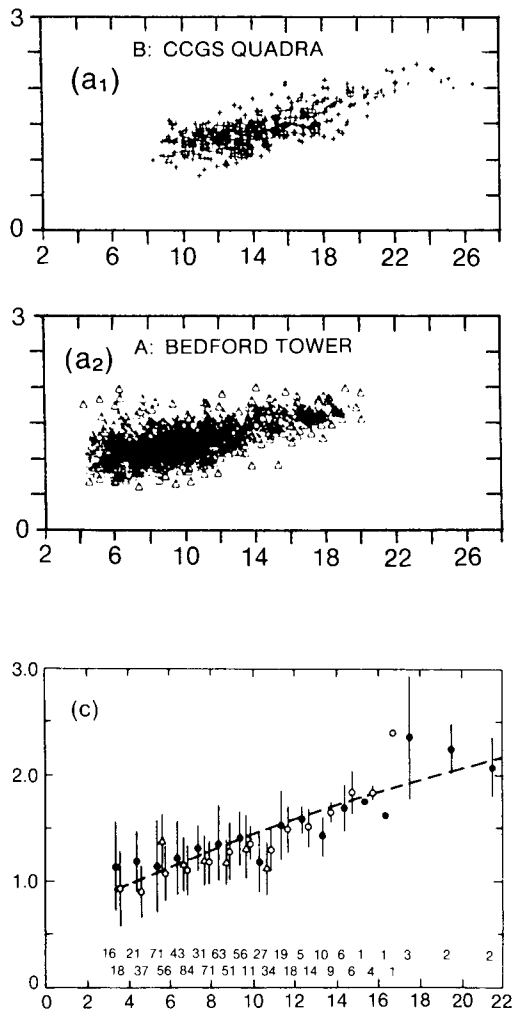 3
B: CCGS QUADRA
(a₁)
0
2 6 10 14 18 22 26
3
A: BEDFORD TOWER
(a₂)
0
2 6 10 14 18 22 26
3.0
(c)
2.0
1.0
16 21 71 43 31 63 56 27 19 5 10 6 1 1 3 2 2
18 37 56 84 71 51 11 34 18 14 9 6 4 1
0
0 2 4 6 8 10 12 14 16 18 20 22